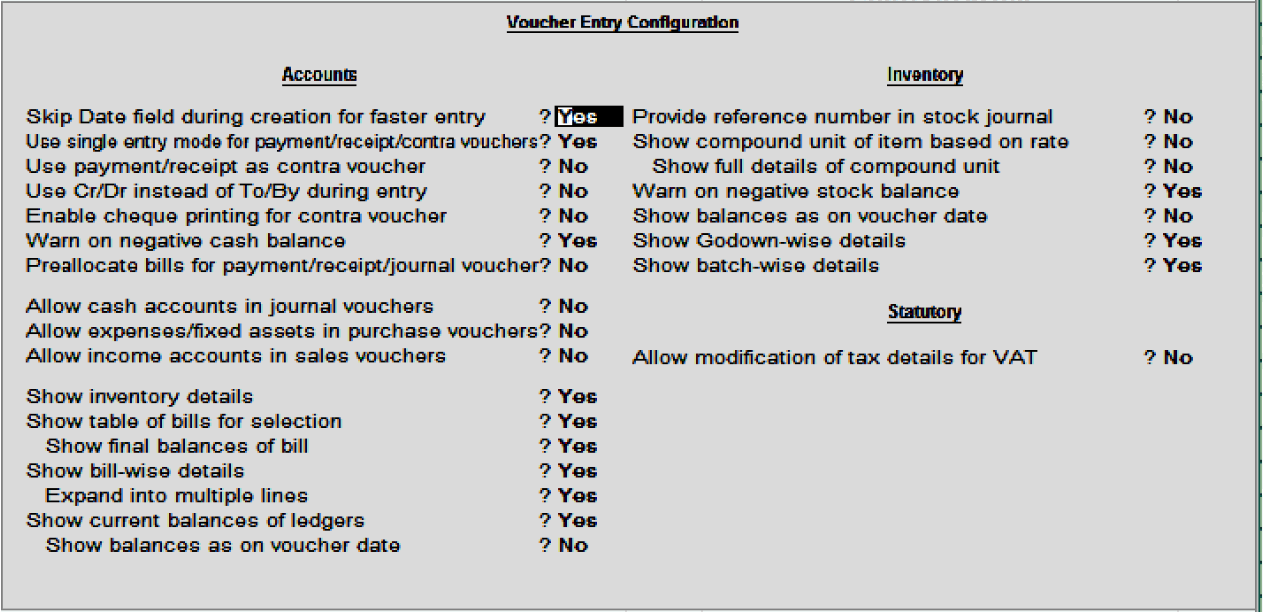 Voucher Entry Configuration
Accounts
Skip Date field during creation for faster entry ? Yes
Use single entry mode for payment/receipt/contra vouchers? Yes
Use payment/receipt as contra voucher ? No
Use Cr/Dr instead of To/By during entry ? No
Enable cheque printing for contra voucher ? No
Warn on negative cash balance ? Yes
Preallocate bills for payment/receipt/journal voucher? No
Allow cash accounts in journal vouchers ? No
Allow expenses/fixed assets in purchase vouchers? No
Allow income accounts in sales vouchers ? No
Show inventory details ? Yes
Show table of bills for selection ? Yes
Show final balances of bill ? Yes
Show bill-wise details ? Yes
Expand into multiple lines ? Yes
Show current balances of ledgers ? Yes
Show balances as on voucher date ? No
Inventory
Provide reference number in stock journal ? No
Show compound unit of item based on rate ? No
Show full details of compound unit ? No
Warn on negative stock balance ? Yes
Show balances as on voucher date ? No
Show Godown-wise details ? Yes
Show batch-wise details ? Yes
Statutory
Allow modification of tax details for VAT ? No